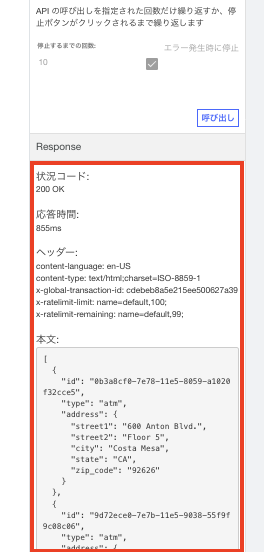 API の呼び出しを指定された回数だけ繰り返すか、停
止ボタンがクリックされるまで繰り返します
停止するまでの回数:
エラー発生時に停止
10
呼び出し
Response
状況コード:
200 OK
応答時間:
855ms
ヘッダー:
content-language: en-US
content-type: text/html;charset=ISO-8859-1
x-global-transaction-id: cdebeb8a5e215ee500627a39
x-ratelimit-limit: name=default,100;
x-ratelimit-remaining: name=default,99;
本文:
[
{
"id": "0b3a8cf0-7e78-11e5-8059-a1020
f32cce5",
"type": "atm",
"address": {
"street1": "600 Anton Blvd.",
"street2": "Floor 5",
"city": "Costa Mesa",
"state": "CA",
"zip_code": "92626"
}
},
{
"id": "9d72ece0-7e7b-11e5-9038-55f9f
9c08c06",
"type": "atm",
"address": {